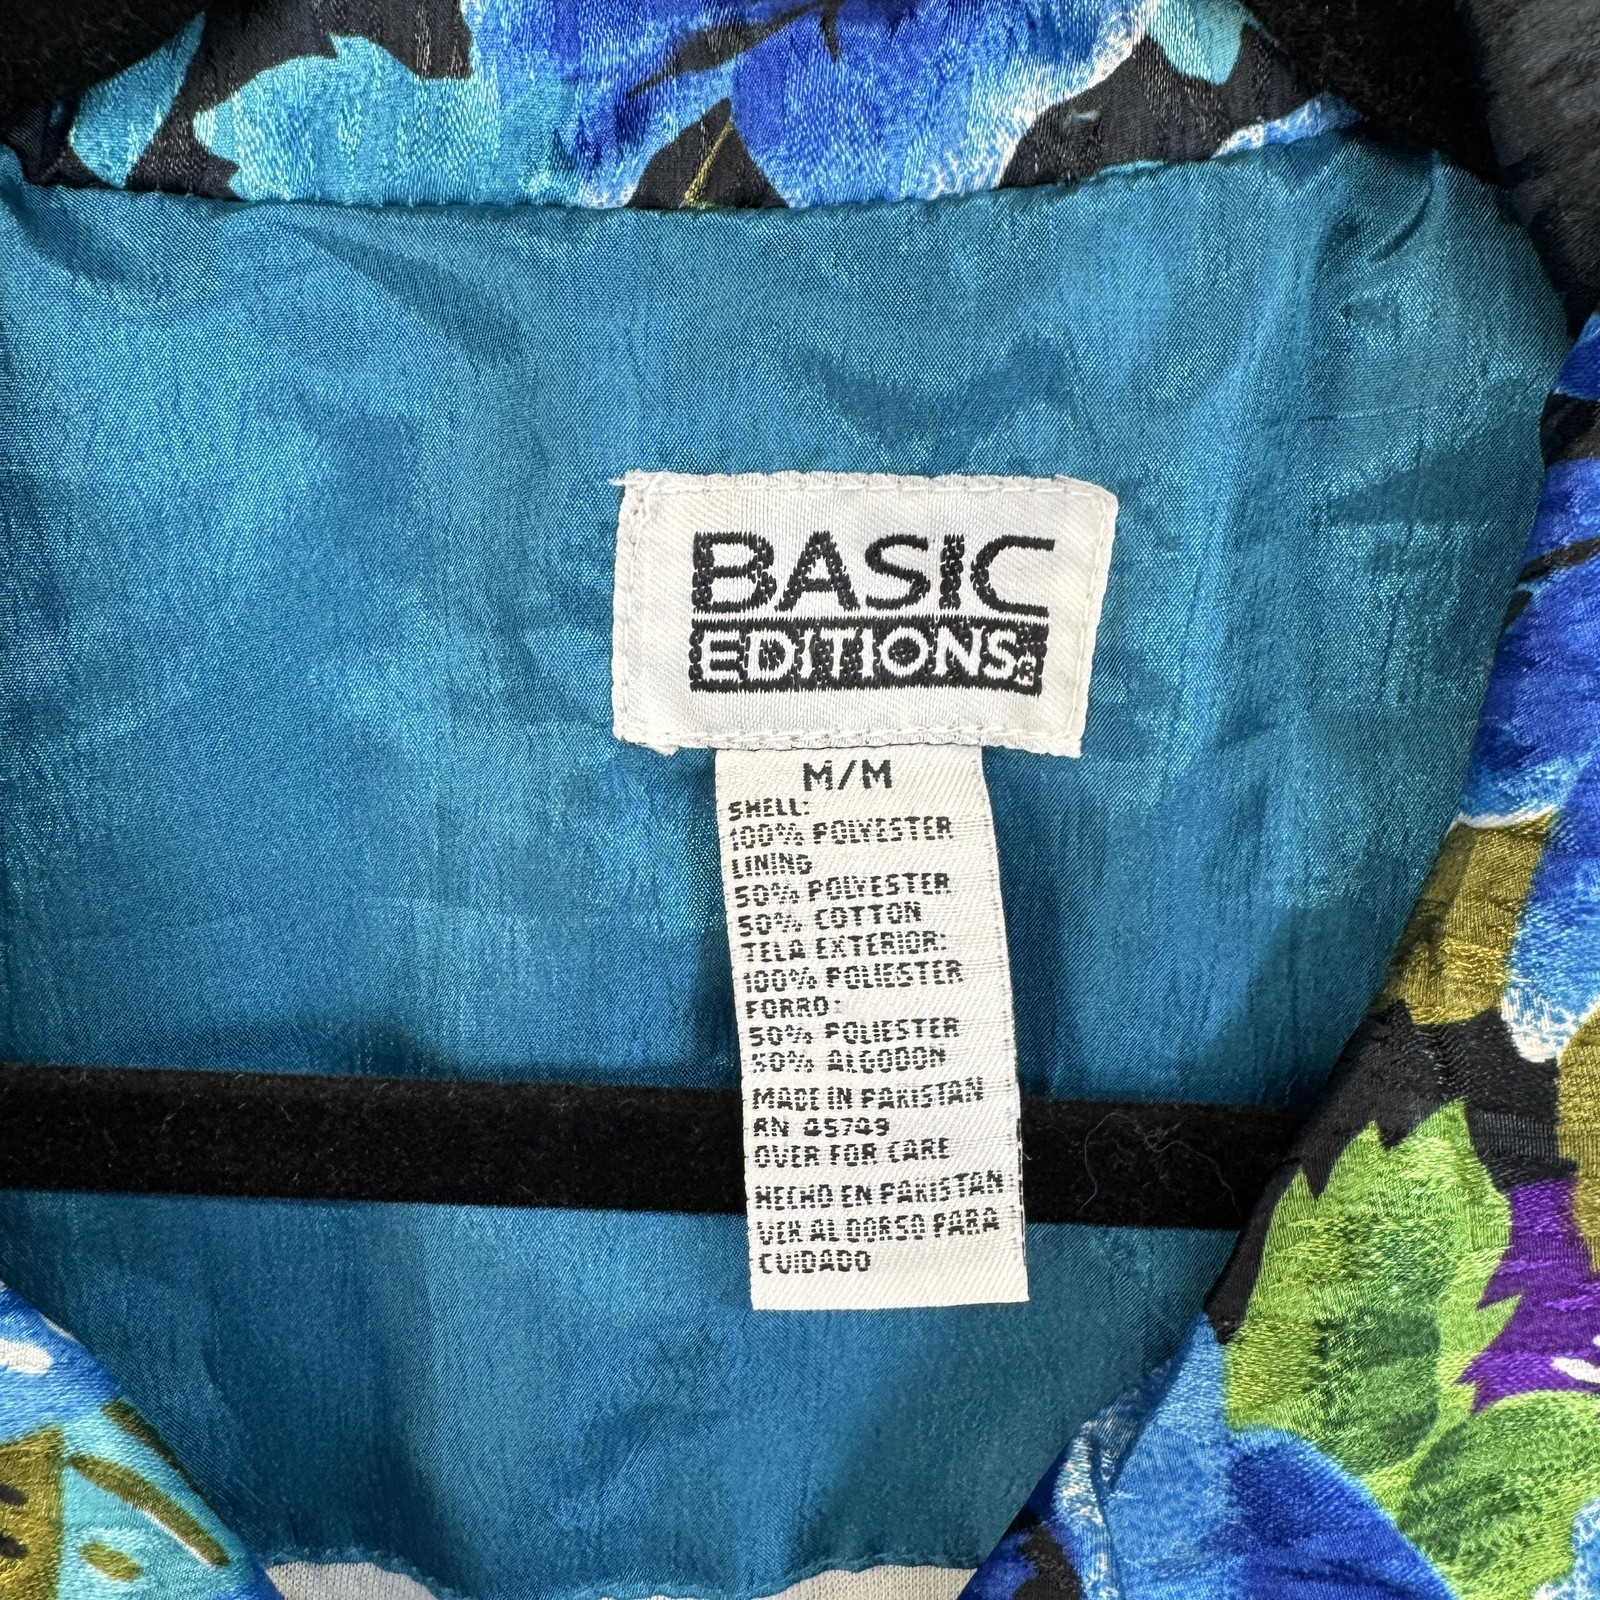 BASIC
EDITIONS®
M/M
SHELL:
100% POLYESTER
LINING
50% POLYESTER
50% COTTON
TELA EXTERIOR:
100% POLIESTER
FORRO:
50% POLIESTER
50% ALGODON
MADE IN PAKISTAN
RN 45749
OVER FOR CARE
HECHO EN PAKISTAN
VER AL DORSO PARA
CUIDADO